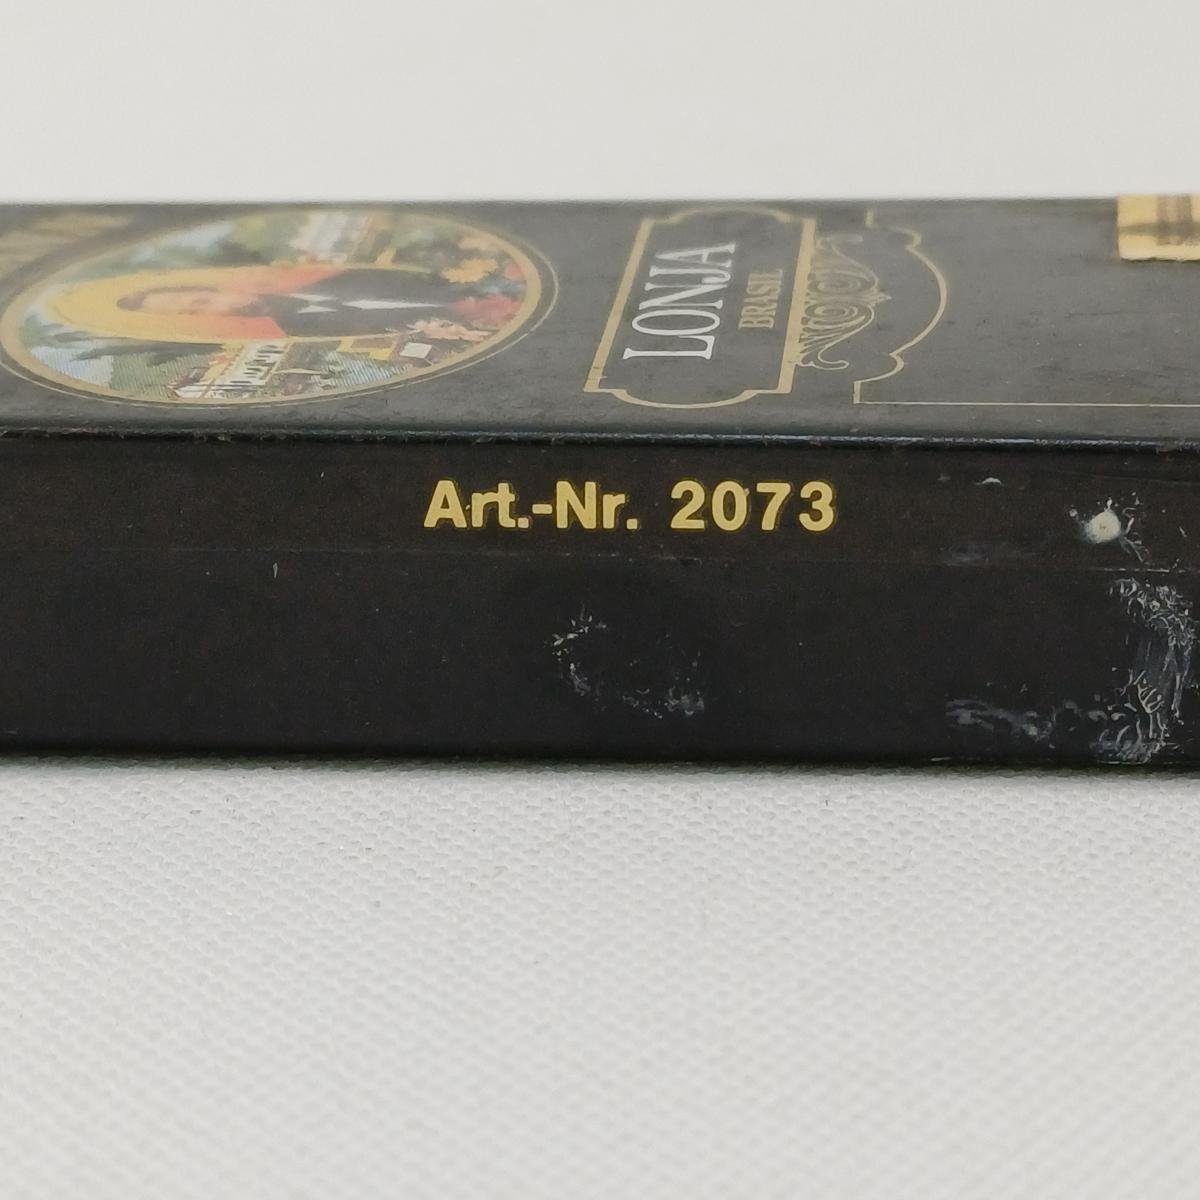 LONJA
BRASIL
Art.-Nr. 2073